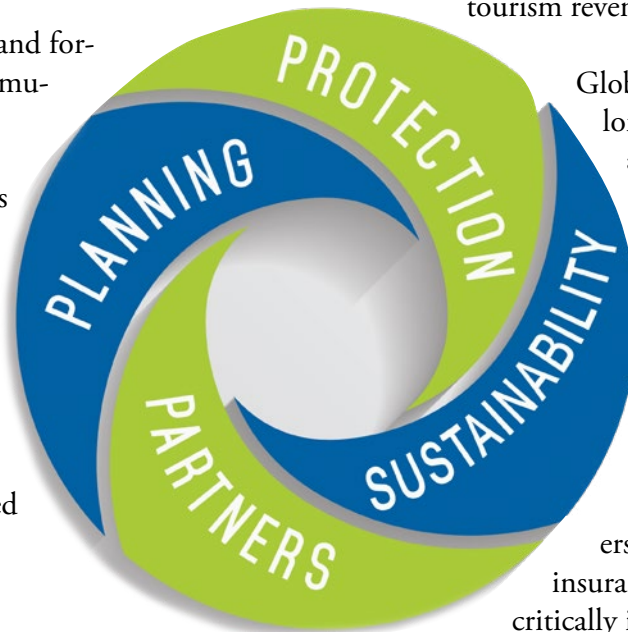 and for-
mu-
s
ed
PLANNING
PROTECTION
SUSTAINABILITY
PARTNERS
tourism reven
Glob
lo
ers
insura
critically i